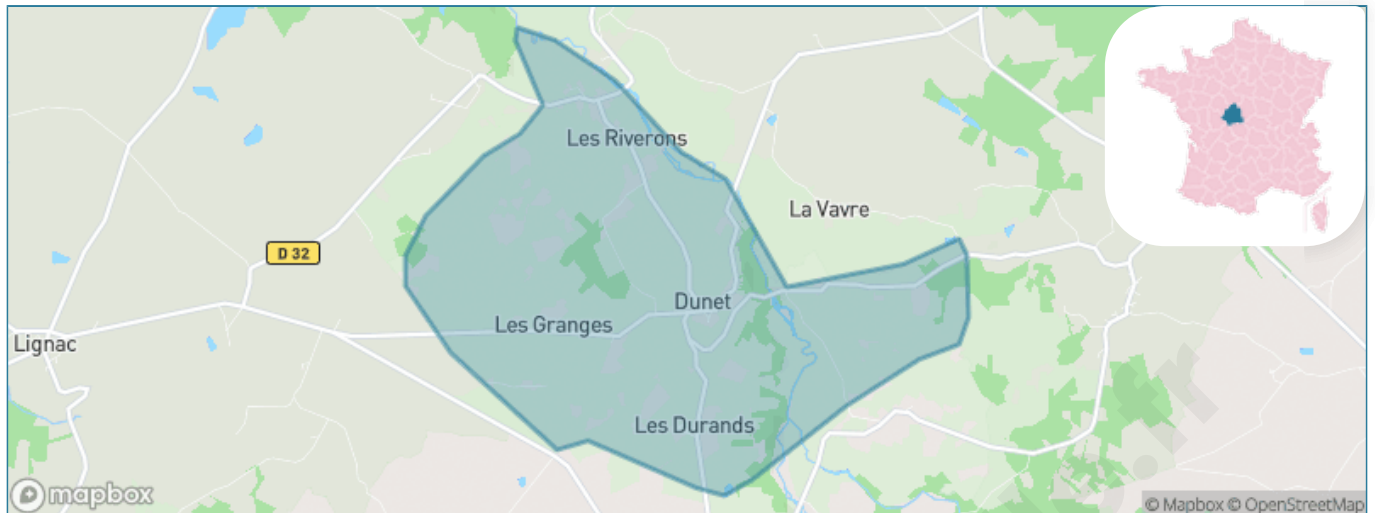 Les Riverons
La Vavre
D 32
Dunet
Les Granges
Lignac
Les Durands
mapbox
© Mapbox © OpenStreetMap